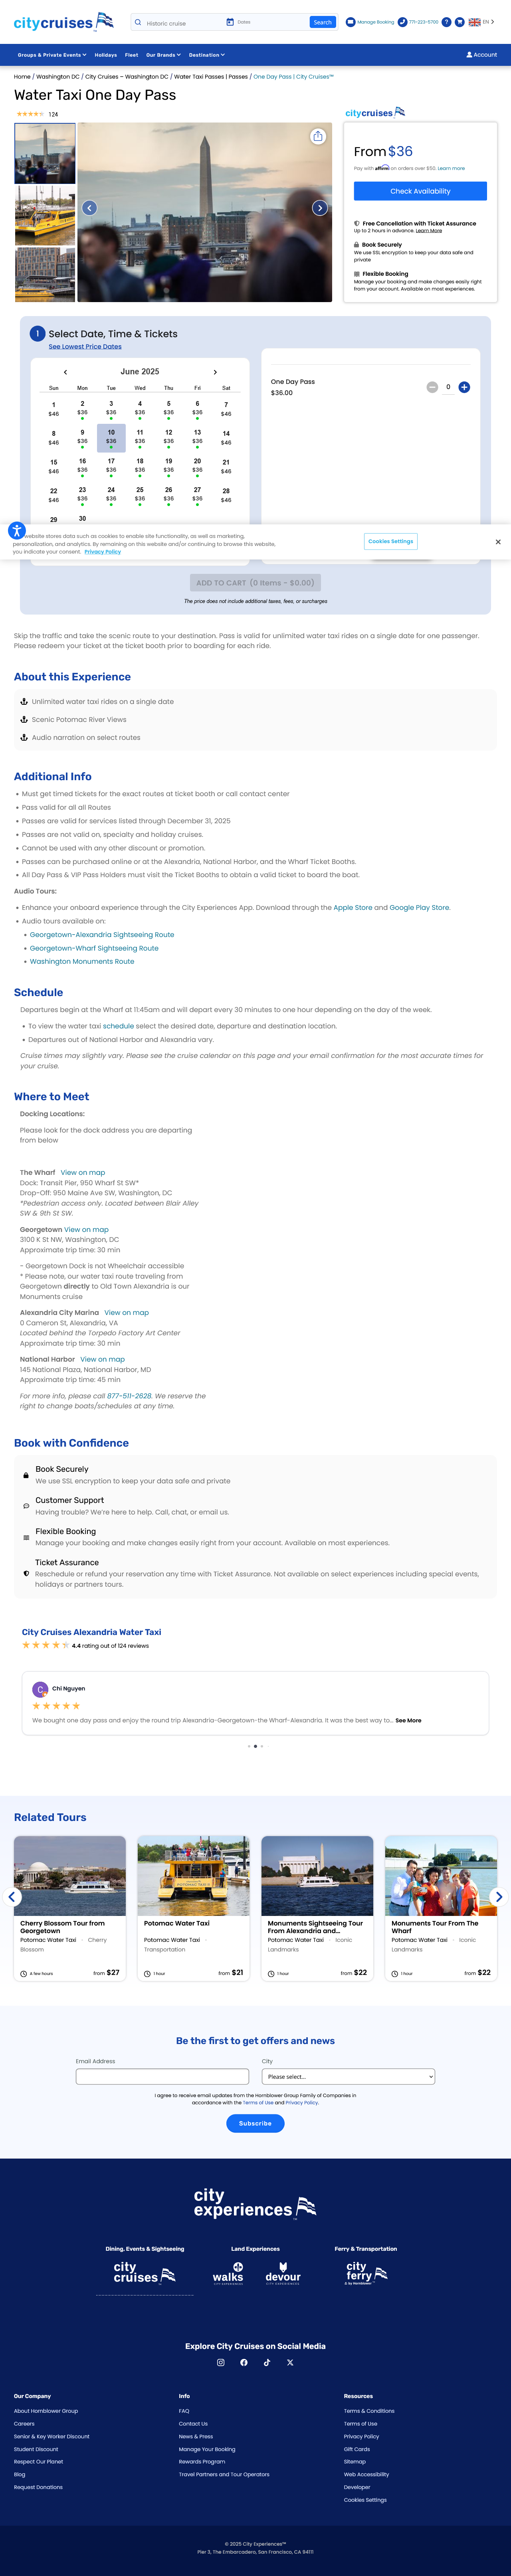 citycruises
Historic cruise
Dates
Search
Manage Booking
771-223-5700
?
EN
Groups & Private Events
Holidays
Fleet
Our Brands
Destination
Account
Home / Washington DC / City Cruises – Washington DC / Water Taxi Passes | Passes / One Day Pass | City Cruises™
Water Taxi One Day Pass
124
citycruises
From $36
Pay with affirm on orders over $50. Learn more
Check Availability
Free Cancellation with Ticket Assurance
Up to 2 hours in advance. Learn More
Book Securely
We use SSL encryption to keep your data safe and
private
Flexible Booking
Manage your booking and make changes easily right
from your account. Available on most experiences.
1 Select Date, Time & Tickets
See Lowest Price Dates
June 2025
Sun Mon Tue Wed Thu Fri Sat
1 2 3 4 5 6 7
$46 $36 $36 $36 $36 $36 $46
8 9 10 11 12 13 14
$46 $36 $36 $36 $36 $36 $46
15 16 17 18 19 20 21
$46 $36 $36 $36 $36 $36 $46
22 23 24 25 26 27 28
$46 $36 $36 $36 $36 $36 $46
29 30
One Day Pass
$36.00
0
website stores data such as cookies to enable site functionality, as well as marketing,
personalization, and analytics. By remaining on this website and/or continuing to browse this website,
you indicate your consent. Privacy Policy
Cookies Settings
ADD TO CART (0 Items - $0.00)
The price does not include additional taxes, fees, or surcharges.
Skip the traffic and take the scenic route to your destination. Pass is valid for unlimited water taxi rides on a single date for one passenger.
Please redeem your ticket at the ticket booth prior to boarding for each ride.
About this Experience
Unlimited water taxi rides on a single date
Scenic Potomac River Views
Audio narration on select routes
Additional Info
• Must get timed tickets for the exact routes at ticket booth or call contact center
• Pass valid for all all Routes
• Passes are valid for services listed through December 31, 2025
• Passes are not valid on, specialty and holiday cruises.
• Cannot be used with any other discount or promotion.
• Passes can be purchased online or at the Alexandria, National Harbor, and the Wharf Ticket Booths.
• All Day Pass & VIP Pass Holders must visit the Ticket Booths to obtain a valid ticket to board the boat.
Audio Tours:
• Enhance your onboard experience through the City Experiences App. Download through the Apple Store and Google Play Store.
• Audio tours available on:
• Georgetown-Alexandria Sightseeing Route
• Georgetown-Wharf Sightseeing Route
• Washington Monuments Route
Schedule
Departures begin at the Wharf at 11:45am and will depart every 30 minutes to one hour depending on the day of the week.
• To view the water taxi schedule select the desired date, departure and destination location.
• Departures out of National Harbor and Alexandria vary.
Cruise times may slightly vary. Please see the cruise calendar on this page and your email confirmation for the most accurate times for
your cruise.
Where to Meet
Docking Locations:
Please look for the dock address you are departing
from below
The Wharf View on map
Dock: Transit Pier, 950 Wharf St SW*
Drop-Off: 950 Maine Ave SW, Washington, DC
*Pedestrian access only. Located between Blair Alley
SW & 9th St SW.
Georgetown View on map
3100 K St NW, Washington, DC
Approximate trip time: 30 min
- Georgetown Dock is not Wheelchair accessible
* Please note, our water taxi route traveling from
Georgetown directly to Old Town Alexandria is our
Monuments cruise
Alexandria City Marina View on map
0 Cameron St, Alexandria, VA
Located behind the Torpedo Factory Art Center
Approximate trip time: 30 min
National Harbor View on map
145 National Plaza, National Harbor, MD
Approximate trip time: 45 min
For more info, please call 877-511-2628. We reserve the
right to change boats/schedules at any time.
Book with Confidence
Book Securely
We use SSL encryption to keep your data safe and private
Customer Support
Having trouble? We're here to help. Call, chat, or email us.
Flexible Booking
Manage your booking and make changes easily right from your account. Available on most experiences.
Ticket Assurance
Reschedule or refund your reservation any time with Ticket Assurance. Not available on select experiences including special events,
holidays or partners tours.
City Cruises Alexandria Water Taxi
4.4 rating out of 124 reviews
C Chi Nguyen
We bought one day pass and enjoy the round trip Alexandria-Georgetown-the Wharf-Alexandria. It was the best way to... See More
Related Tours
Cherry Blossom Tour from
Georgetown
Potomac Water Taxi · Cherry
Blossom
A few hours from $27
Potomac Water Taxi
Potomac Water Taxi ·
Transportation
1 hour from $21
Monuments Sightseeing Tour
From Alexandria and...
Potomac Water Taxi · Iconic
Landmarks
1 hour from $22
Monuments Tour From The
Wharf
Potomac Water Taxi · Iconic
Landmarks
1 hour from $22
Be the first to get offers and news
Email Address
City
Please select...
I agree to receive email updates from the Hornblower Group Family of Companies in
accordance with the Terms of Use and Privacy Policy.
Subscribe
city
experiences
Dining, Events & Sightseeing
Land Experiences
Ferry & Transportation
city
cruises
walks
CITY EXPERIENCES
devour
CITY EXPERIENCES
city
ferry
by Hornblower
Explore City Cruises on Social Media
Our Company
About Hornblower Group
Careers
Senior & Key Worker Discount
Student Discount
Respect Our Planet
Blog
Request Donations
Info
FAQ
Contact Us
News & Press
Manage Your Booking
Rewards Program
Travel Partners and Tour Operators
Resources
Terms & Conditions
Terms of Use
Privacy Policy
Gift Cards
Sitemap
Web Accessibility
Developer
Cookies Settings
© 2025 City Experiences™
Pier 3, The Embarcadero, San Francisco, CA 94111